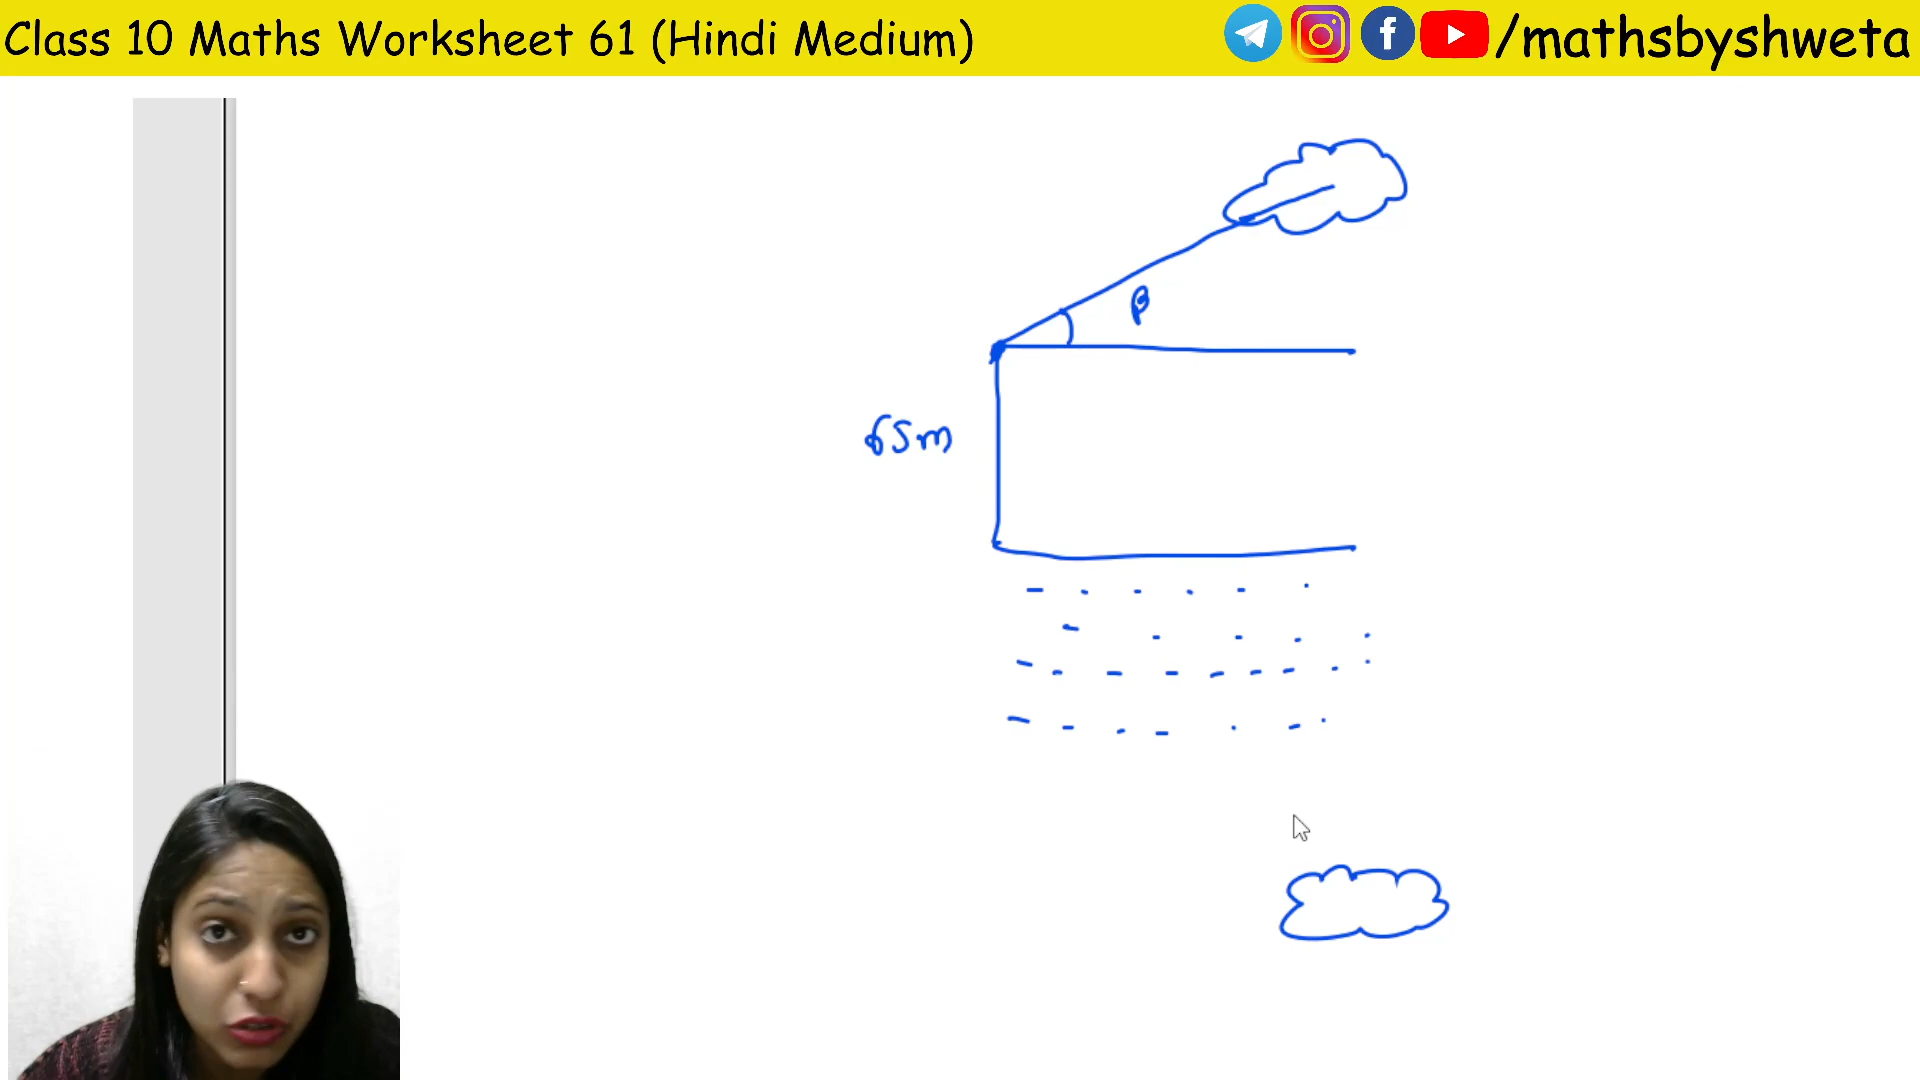 Class 10 Maths Worksheet 61 (Hindi Medium)
/mathsbyshweta
β
65m